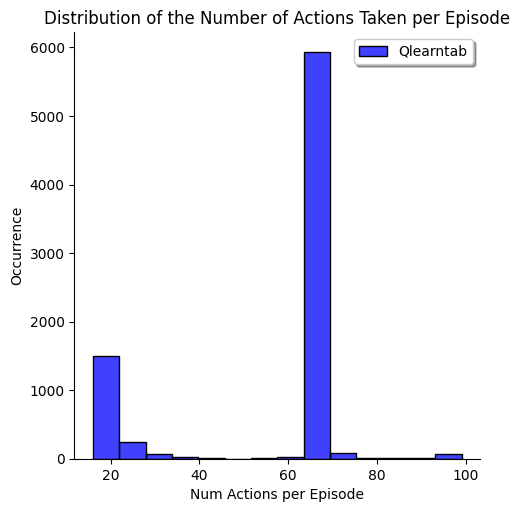 Distribution of the Number of Actions Taken per Episode
Qlearntab
6000
5000
4000
3000
2000
1000
0
Occurrence
20 40 60 80 100
Num Actions per Episode